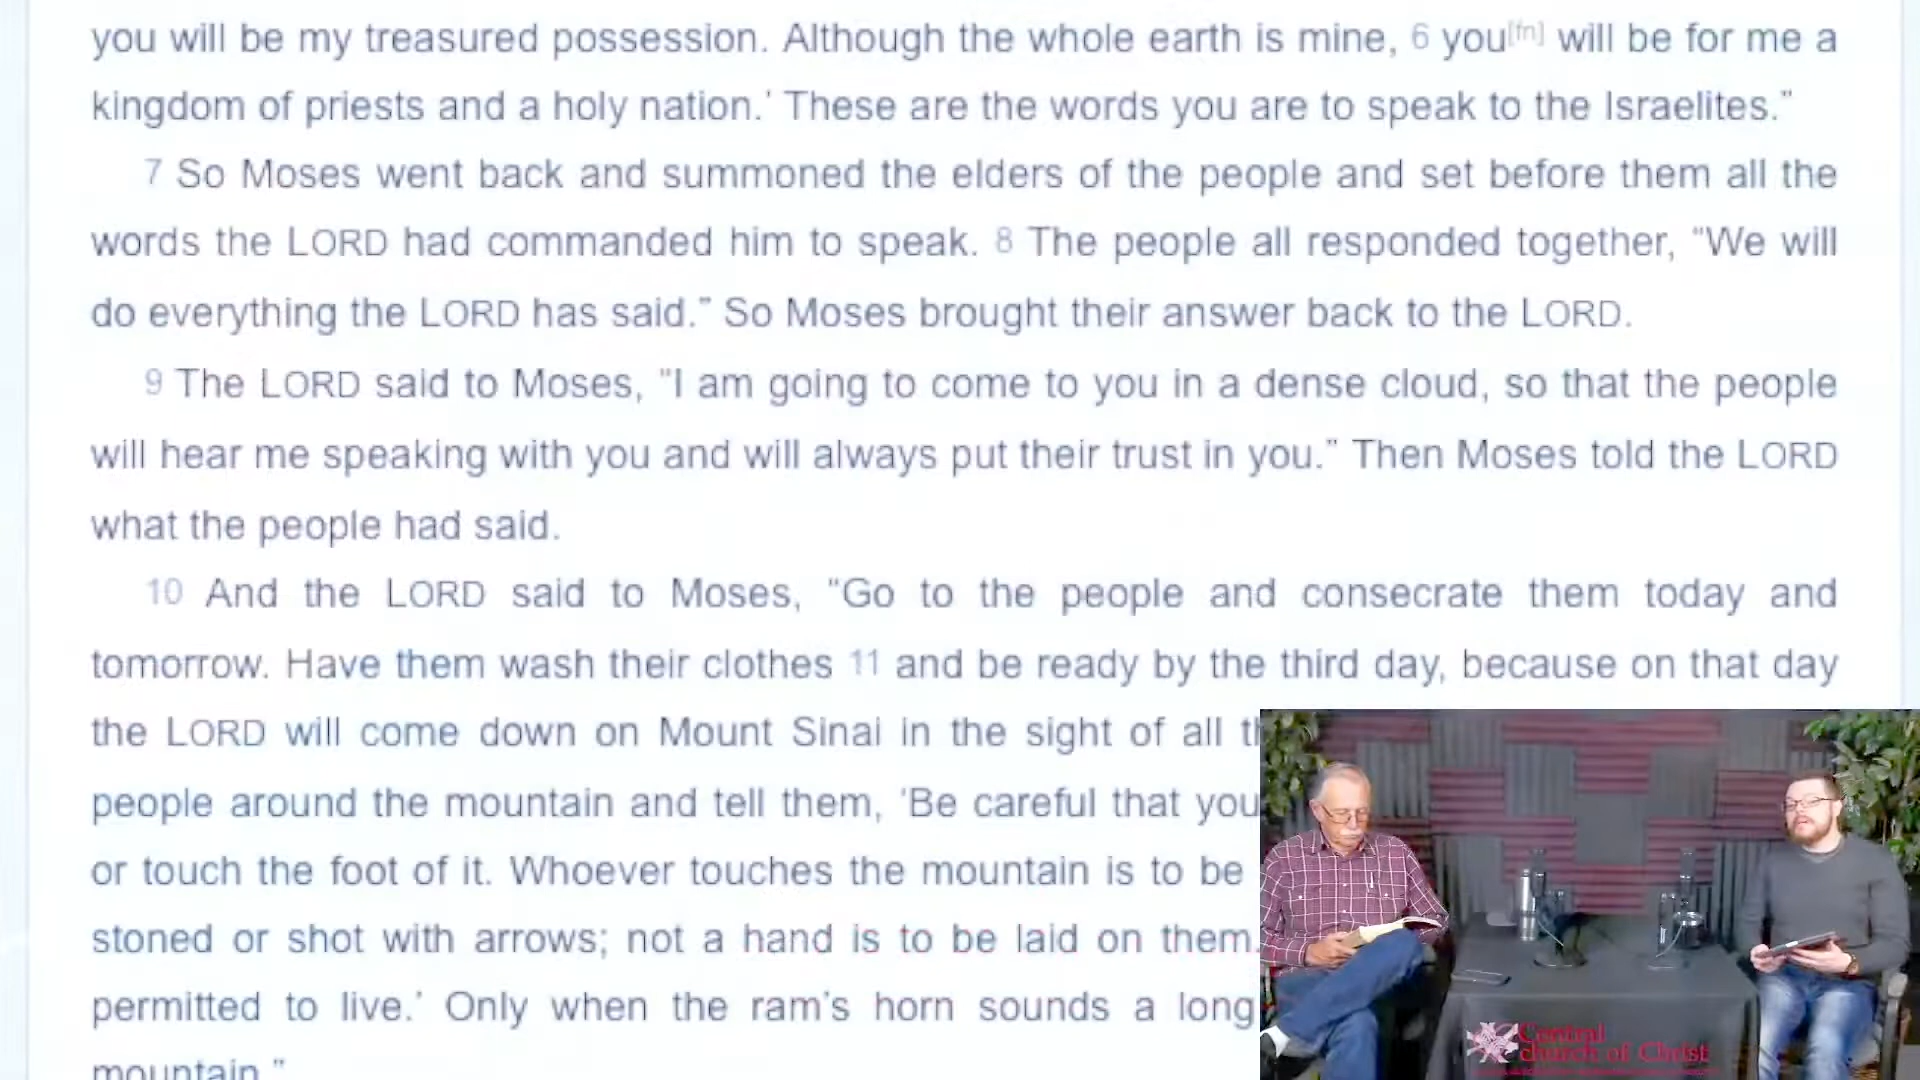 you will be my treasured possession. Although the whole earth is mine, 6 you[fn] will be for me a
kingdom of priests and a holy nation.' These are the words you are to speak to the Israelites."
7 So Moses went back and summoned the elders of the people and set before them all the
words the LORD had commanded him to speak. 8 The people all responded together, "We will
do everything the LORD has said." So Moses brought their answer back to the LORD.
9 The LORD said to Moses, "I am going to come to you in a dense cloud, so that the people
will hear me speaking with you and will always put their trust in you." Then Moses told the LORD
what the people had said.
10 And the LORD said to Moses, "Go to the people and consecrate them today and
tomorrow. Have them wash their clothes 11 and be ready by the third day, because on that day
the LORD will come down on Mount Sinai in the sight of all
people around the mountain and tell them, 'Be careful that you
or touch the foot of it. Whoever touches the mountain is to be
stoned or shot with arrows; not a hand is to be laid on them.
permitted to live.' Only when the ram's horn sounds a long
mountain."
Central
church of Christ